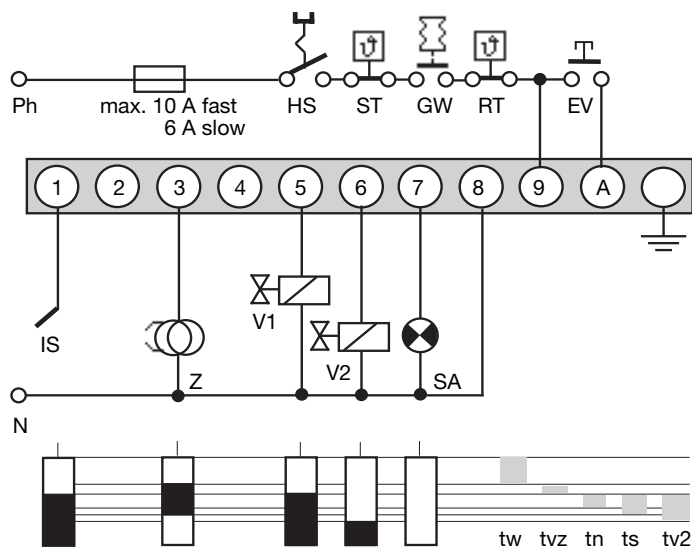 ϑ ϑ
Ph max. 10 A fast HS ST GW RT EV
6 A slow
1 2 3 4 5 6 7 8 9 A
V1
IS Z V2 SA
N
tw tvz tn ts tv2